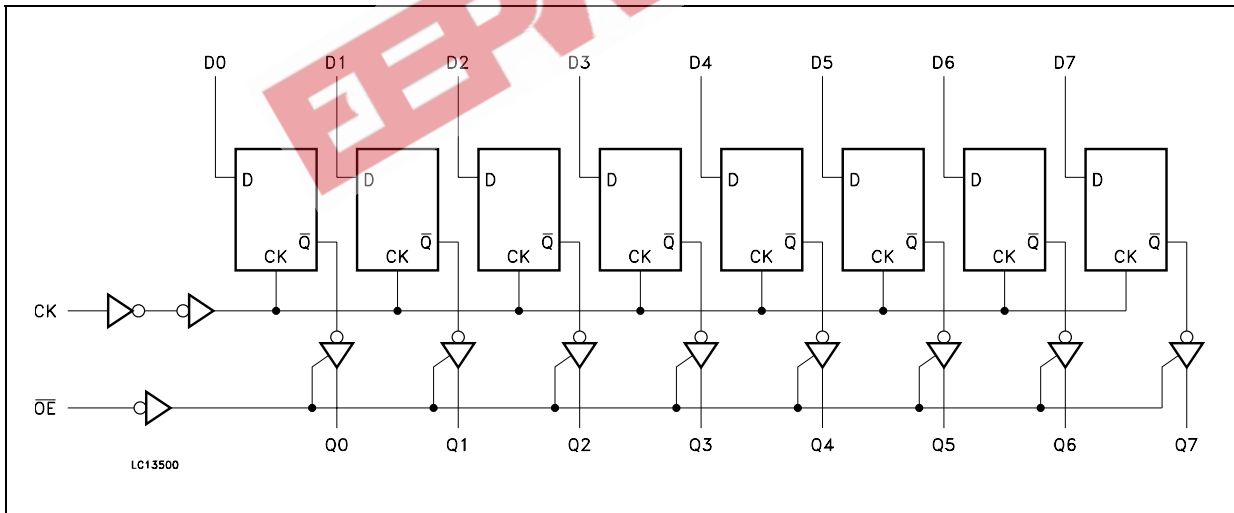 D0 D1 D2 D3 D4 D5 D6 D7
D D D D D D D D
Q̅ Q̅ Q̅ Q̅ Q̅ Q̅ Q̅ Q̅
CK CK CK CK CK CK CK CK
CK
O̅E̅
Q0 Q1 Q2 Q3 Q4 Q5 Q6 Q7
LC13500